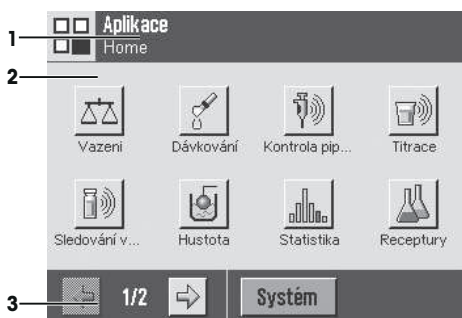 1
Aplikace
Home
2
Vazeni
Dávkování
Kontrola pip...
Titrace
Sledování v...
Hustota
Statistika
Receptury
3
1/2
Systém